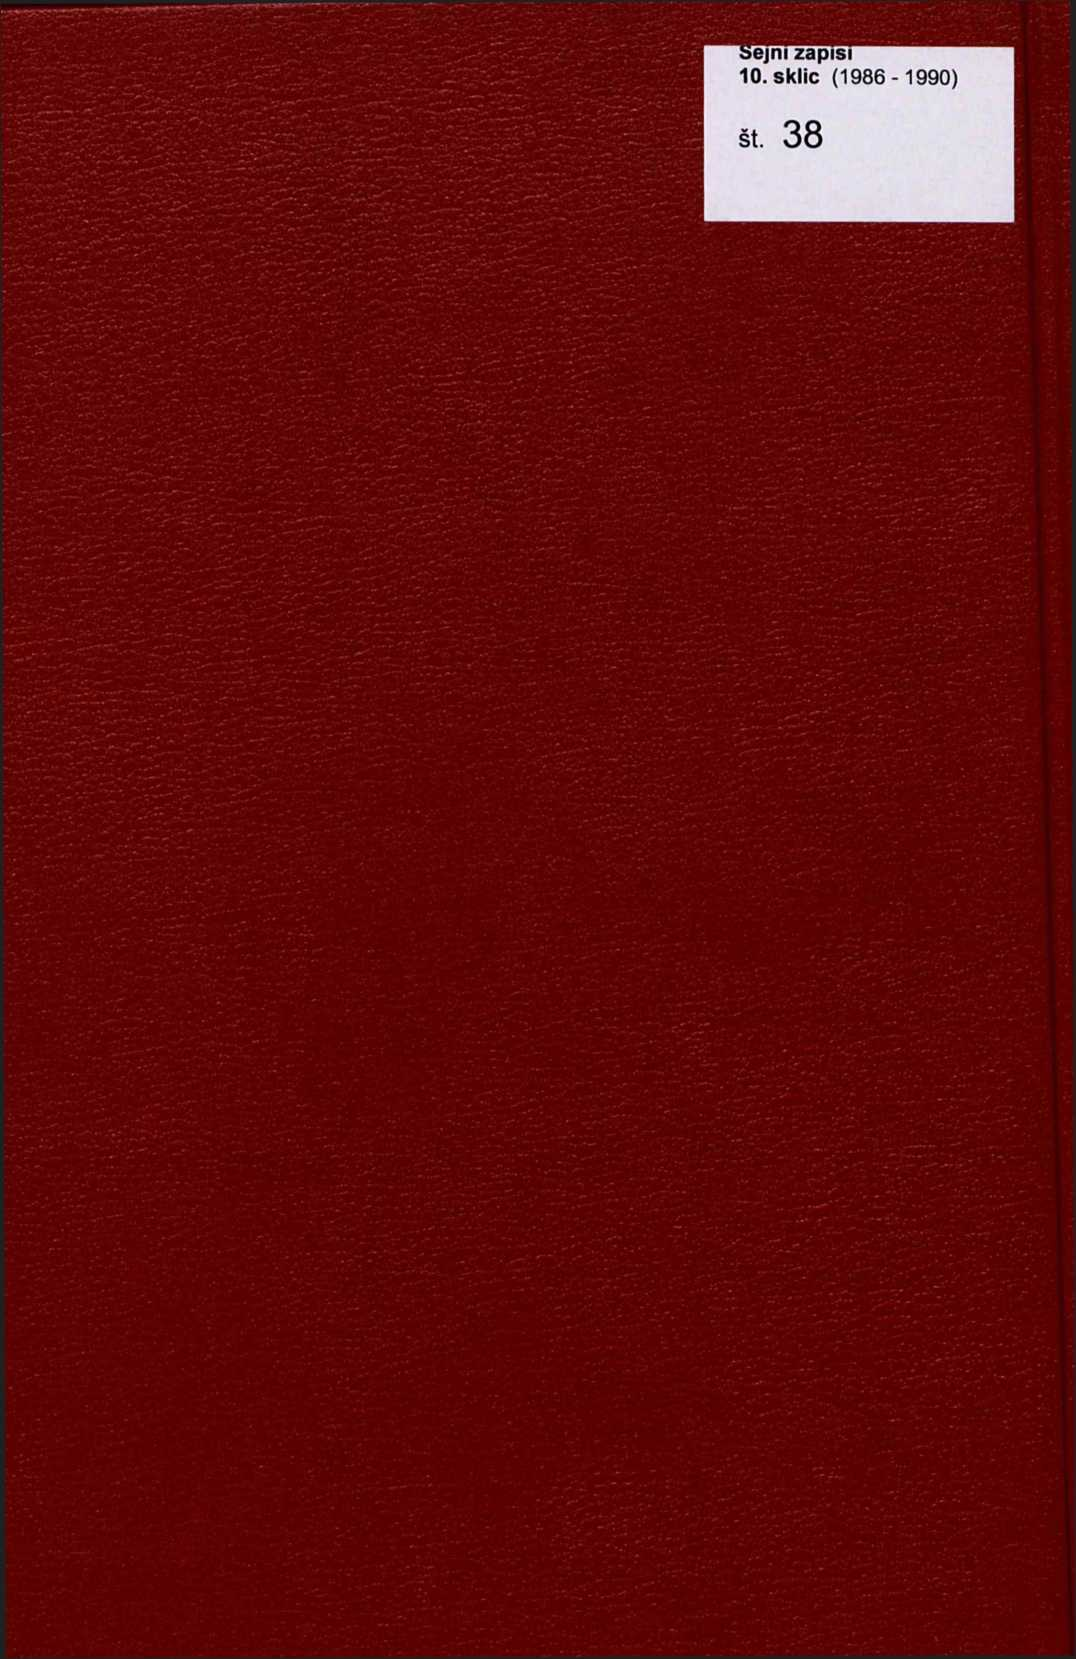 Sejni zapisi
10. sklic (1986 - 1990)
št. 38